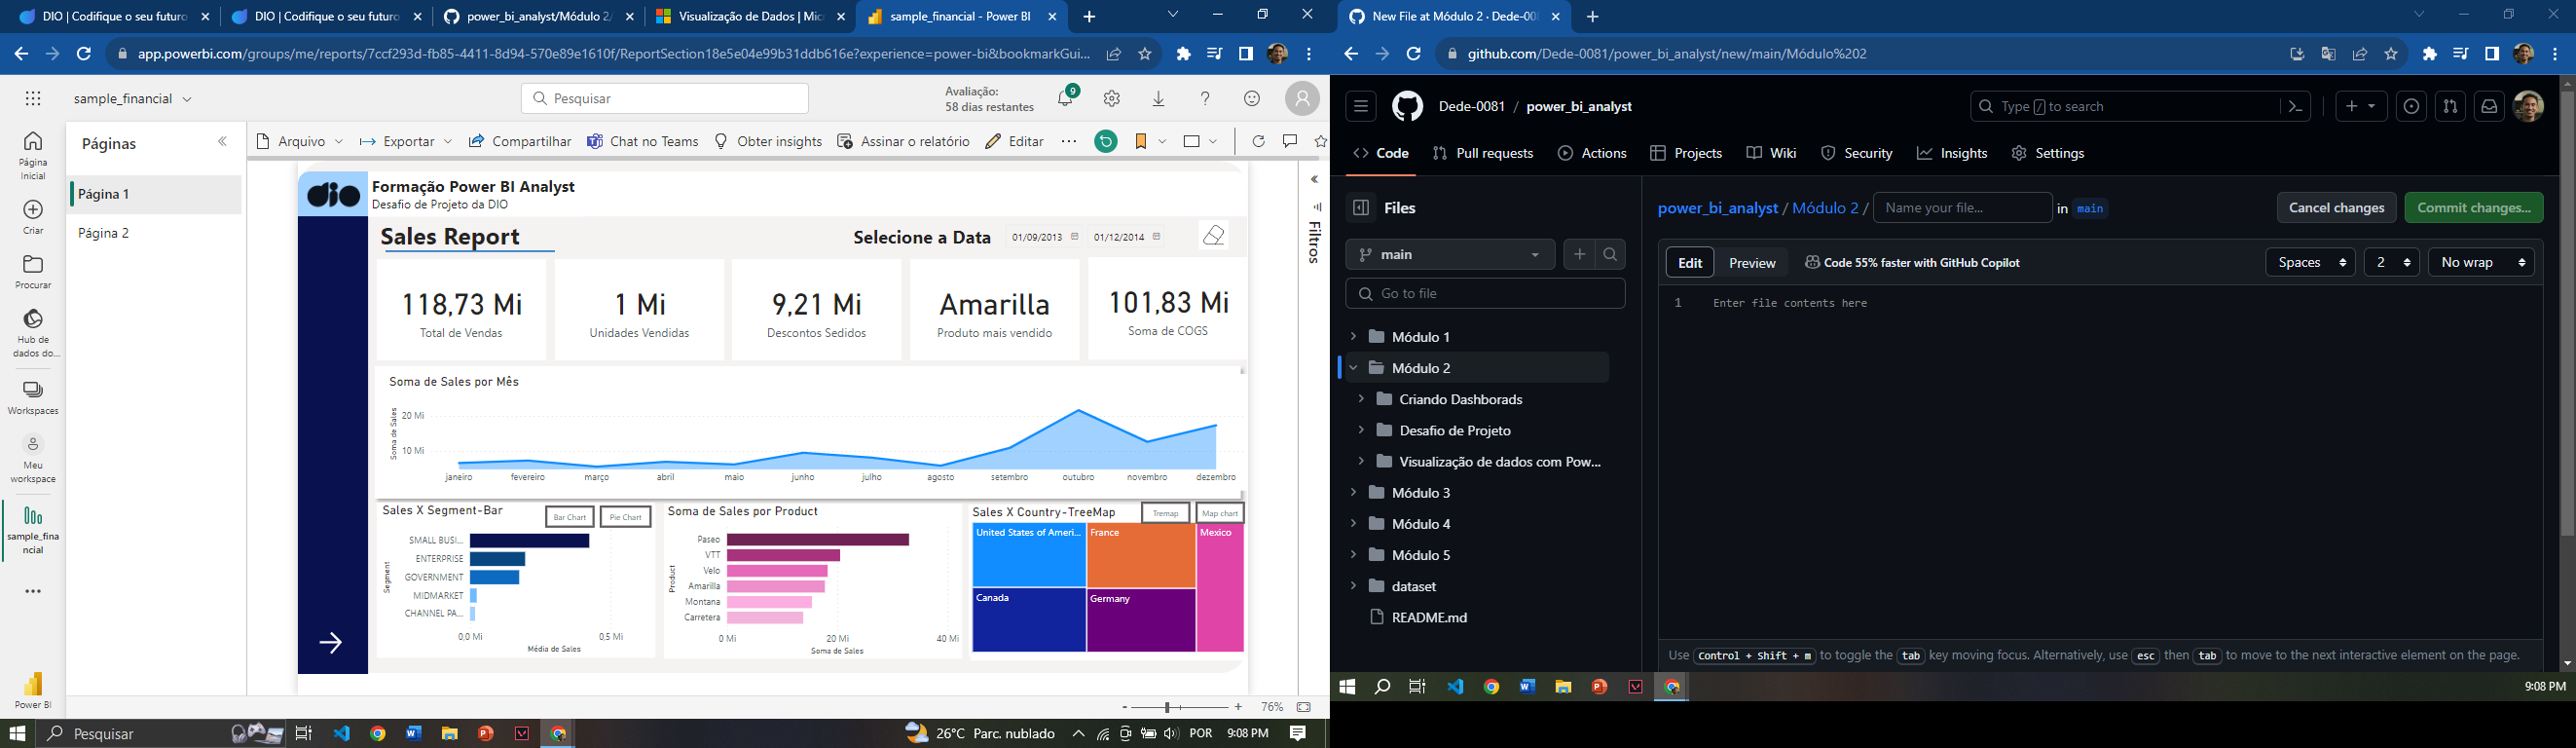 DIO | Codifique o seu futuro
DIO | Codifique o seu futuro
power_bi_analyst/Módulo 2/
Visualização de Dados | Micr
sample_financial - Power BI
app.powerbi.com/groups/me/reports/7ccf293d-fb85-4411-8d94-570e89e1610f/ReportSection18e5e04e99b31ddb616e?experience=power-bi&bookmarkGui...
sample_financial
Pesquisar
Avaliação:
58 dias restantes
9
Página
Inicial
Criar
Procurar
Hub de
dados do...
Workspaces
Meu
workspace
sample_fina
ncial
Power BI
Páginas
Página 1
Página 2
Arquivo
Exportar
Compartilhar
Chat no Teams
Obter insights
Assinar o relatório
Editar
Filtros
dio
Formação Power BI Analyst
Desafio de Projeto da DIO
Sales Report
Selecione a Data
01/09/2013
01/12/2014
118,73 Mi
Total de Vendas
1 Mi
Unidades Vendidas
9,21 Mi
Descontos Sedidos
Amarilla
Produto mais vendido
101,83 Mi
Soma de COGS
Soma de Sales por Mês
Soma de Sales
20 Mi
10 Mi
janeiro fevereiro março abril maio junho julho agosto setembro outubro novembro dezembro
Sales X Segment-Bar
Bar Chart
Pie Chart
Segment
SMALL BUSI...
ENTERPRISE
GOVERNMENT
MIDMARKET
CHANNEL PA...
0,0 Mi 0,5 Mi
Média de Sales
Soma de Sales por Product
Product
Paseo
VTT
Velo
Amarilla
Montana
Carretera
0 Mi 20 Mi 40 Mi
Soma de Sales
Sales X Country-TreeMap
Tremap
Map chart
United States of Ameri...
France
Mexico
Canada
Germany
- + 76%
Pesquisar
26°C Parc. nublado
POR
9:08 PM
New File at Módulo 2 · Dede-008
github.com/Dede-0081/power_bi_analyst/new/main/Módulo%202
Dede-0081 / power_bi_analyst
Type / to search
Code
Pull requests
Actions
Projects
Wiki
Security
Insights
Settings
Files
main
Go to file
Módulo 1
Módulo 2
Criando Dashborads
Desafio de Projeto
Visualização de dados com Pow...
Módulo 3
Módulo 4
Módulo 5
dataset
README.md
power_bi_analyst / Módulo 2 / Name your file... in main
Cancel changes
Commit changes...
Edit
Preview
Code 55% faster with GitHub Copilot
Spaces
2
No wrap
1 Enter file contents here
Use Control + Shift + m to toggle the tab key moving focus. Alternatively, use esc then tab to move to the next interactive element on the page.
9:08 PM